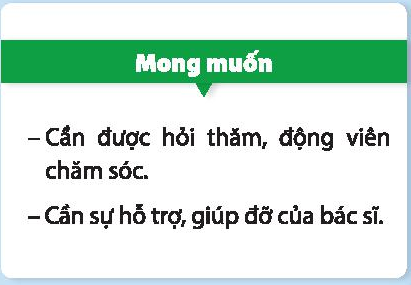 Mong muốn
– Cần được hỏi thăm, động viên
chăm sóc.
– Cần sự hỗ trợ, giúp đỡ của bác sĩ.